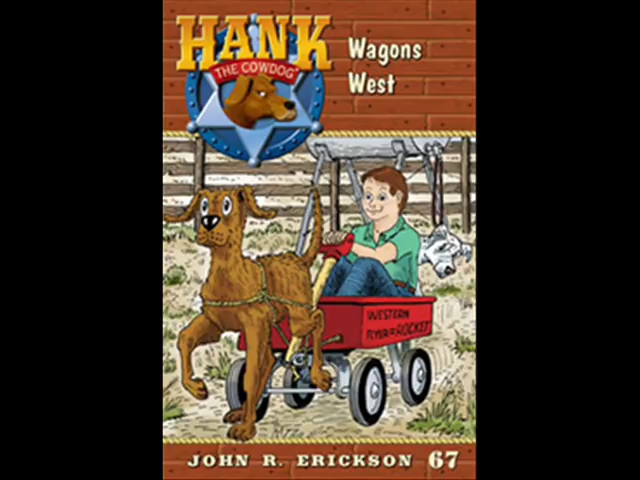 HANK
THE COWDOG
Wagons
West
WESTERN
FLYER ROCKET
JOHN R. ERICKSON 67